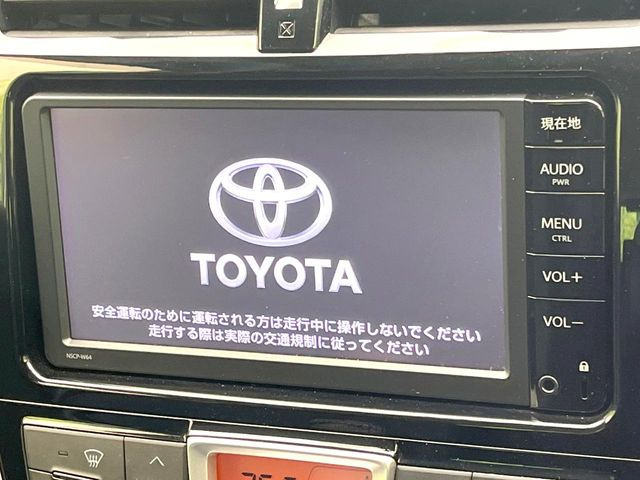 現在地
AUDIO
PWR
MENU
CTRL
VOL+
VOL−
TOYOTA
安全運転のために運転される方は走行中に操作しないでください
走行する際は実際の交通規制に従ってください
NSCP-W64